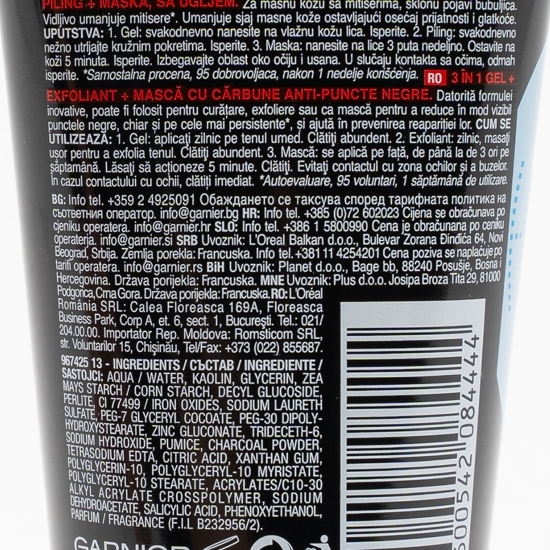 PILING + MASKA, SA UGLJEM. Za masnu kožu sa mitiserima, sklonu pojavi bubuljica.
Vidljivo umanjuje mitisere*. Umanjuje sjaj masne kože ostavljajući osećaj prijatnosti i glatkoće.
UPUTSTVA: 1. Gel: svakodnevno nanesite na vlažnu kožu lica. Isperite. 2. Piling: svakodnevno
nežno utrljajte kružnim pokretima. Isperite. 3. Maska: nanesite na lice 3 puta nedeljno. Ostavite na
koži 5 minuta. Isperite. Izbegavajte oblast oko očiju i usana. U slučaju kontakta sa očima, odmah
isperite. *Samostalna procena, 95 dobrovoljaca, nakon 1 nedelje korišćenja. RO 3 ÎN 1 GEL +
EXFOLIANT + MASCĂ CU CĂRBUNE ANTI-PUNCTE NEGRE. Datorită formulei
inovative, poate fi folosit pentru curățare, exfoliere sau ca mască pentru a reduce în mod vizibil
punctele negre, chiar și pe cele mai persistente*, și ajută în prevenirea reapariției lor. CUM SE
UTILIZEAZĂ: 1. Gel: aplicați zilnic pe tenul umed. Clătiți abundent. 2. Exfoliant: zilnic, masați
ușor pentru a exfolia tenul. Clătiți abundent. 3. Mască: se aplică pe față, de până la de 3 ori pe
săptămână. Lăsați să acționeze 5 minute. Clătiți. Evitați contactul cu zona ochilor și a buzelor.
În cazul contactului cu ochii, clătiți imediat. *Autoevaluare, 95 voluntari, 1 săptămână de utilizare.
BG: Info tel. +359 2 4925091 Обаждането се таксува според тарифната политика на
съответния оператор. info@garnier.bg HR: Info tel. +385 (0)72 602023 Cijena se obračunava po
cjeniku operatera. info@garnier.hr SLO: Info tel. +386 1 5800990 Cena je obračunana po
ceniku operaterja. info@garnier.si SRB Uvoznik: L'Oreal Balkan d.o.o., Bulevar Zorana Đinđića 64, Novi
Beograd, Srbija. Zemlja porekla: Francuska. Info tel. +381 11 4254201 Cena poziva se naplaćuje po
cenovniku operatera. info@garnier.rs BiH Uvoznik: Planet d.o.o., Bage bb, 88240 Posušje, Bosna i
Hercegovina. Država porijekla: Francuska. MNE Uvoznik: Plus d.o.o. Josipa Broza Tita 29, 81000
Podgorica, Crna Gora. Država porijekla: Francuska. RO: L'Oréal
România SRL: Calea Floreasca 169A, Floreasca
Business Park, Corp A, et. 6, sect. 1, București. Tel.: 021/
204.00.00. Importator Rep. Moldova: Romsticom SRL,
str. Voluntarilor 15, Chișinău, Tel/Fax: +373 (022) 855687.
967425 13 - INGREDIENTS / СЪСТАВ / INGREDIENTE /
SASTOJCI: AQUA / WATER, KAOLIN, GLYCERIN, ZEA
MAYS STARCH / CORN STARCH, DECYL GLUCOSIDE,
PERLITE, CI 77499 / IRON OXIDES, SODIUM LAURETH
SULFATE, PEG-7 GLYCERYL COCOATE, PEG-30 DIPOLY-
HYDROXYSTEARATE, ZINC GLUCONATE, TRIDECETH-6,
SODIUM HYDROXIDE, PUMICE, CHARCOAL POWDER,
TETRASODIUM EDTA, CITRIC ACID, XANTHAN GUM,
POLYGLYCERIN-10, POLYGLYCERYL-10 MYRISTATE,
POLYGLYCERYL-10 STEARATE, ACRYLATES/C10-30
ALKYL ACRYLATE CROSSPOLYMER, SODIUM
DEHYDROACETATE, SALICYLIC ACID, PHENOXYETHANOL,
PARFUM / FRAGRANCE (F.I.L B232956/2).
GARNIER
600542 084444